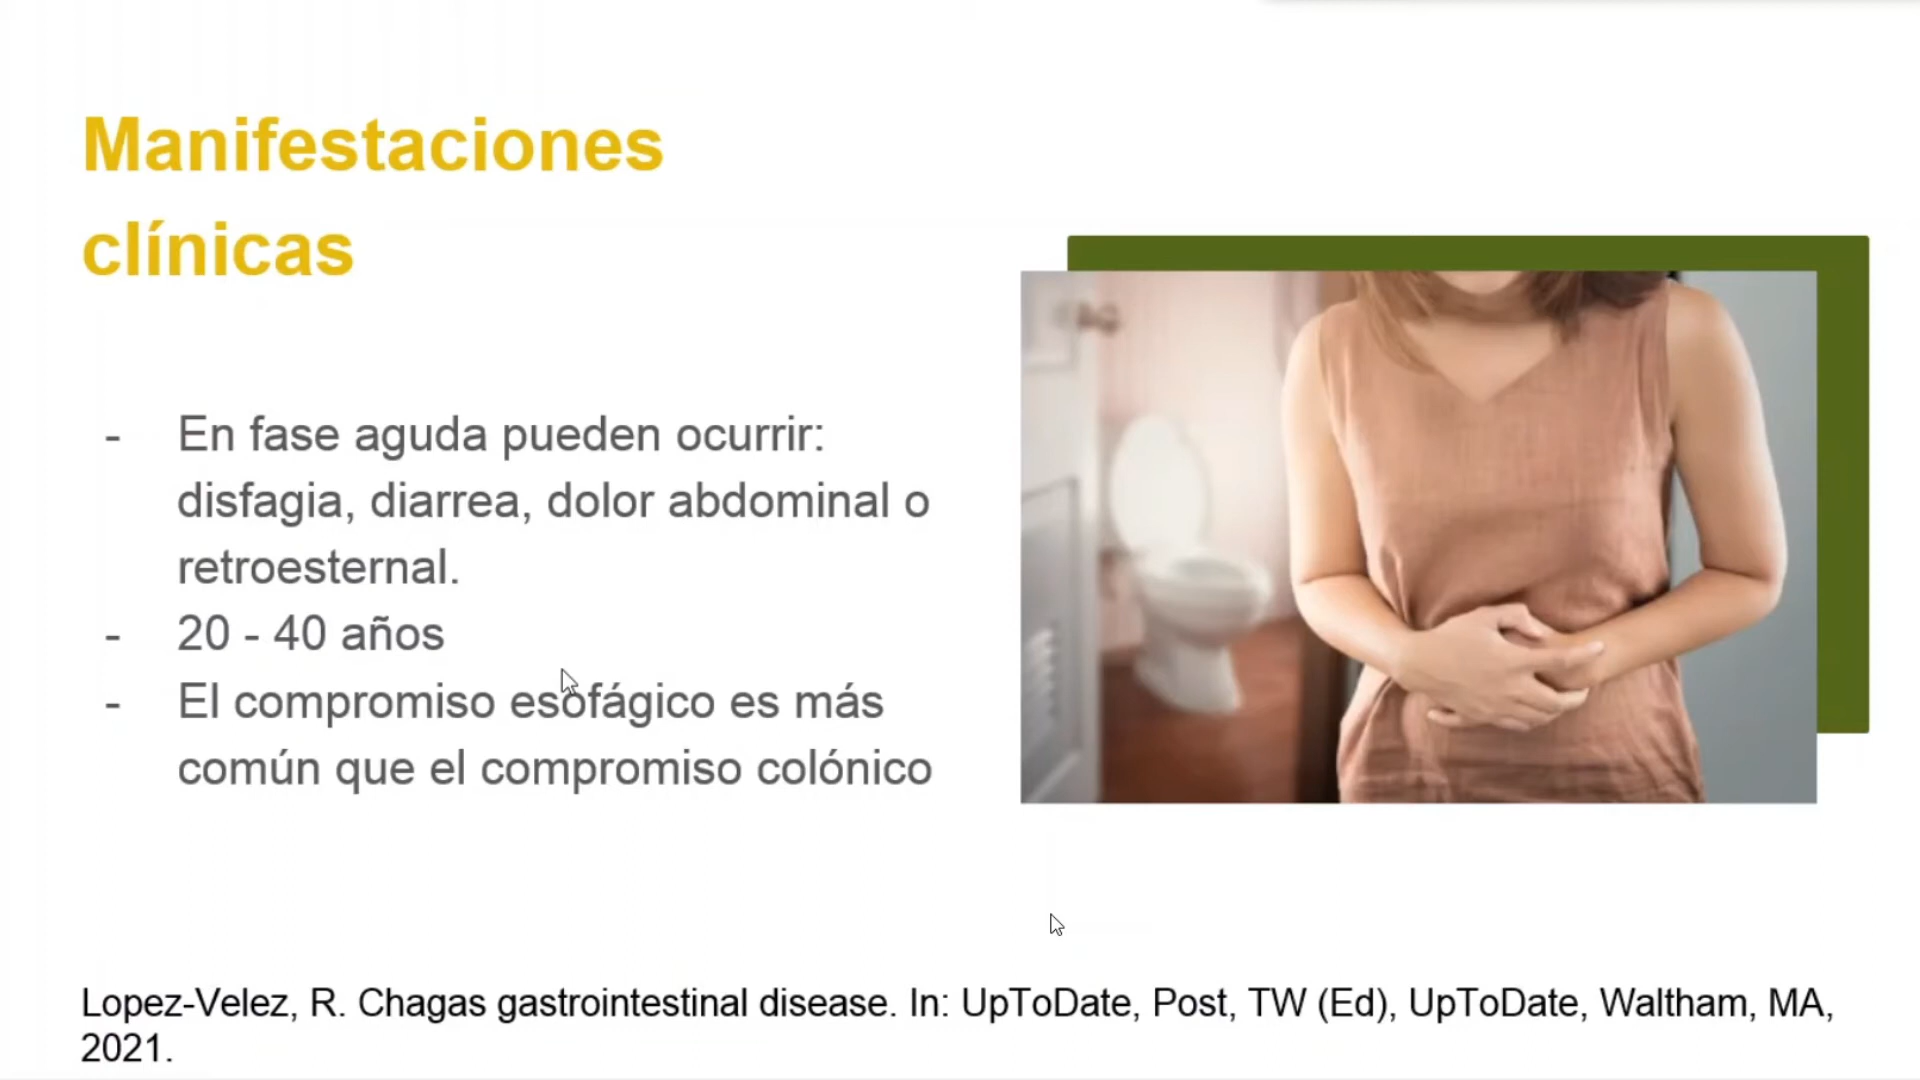 Manifestaciones
clínicas
- En fase aguda pueden ocurrir:
disfagia, diarrea, dolor abdominal o
retroesternal.
- 20 - 40 años
- El compromiso esofágico es más
común que el compromiso colónico
Lopez-Velez, R. Chagas gastrointestinal disease. In: UpToDate, Post, TW (Ed), UpToDate, Waltham, MA,
2021.